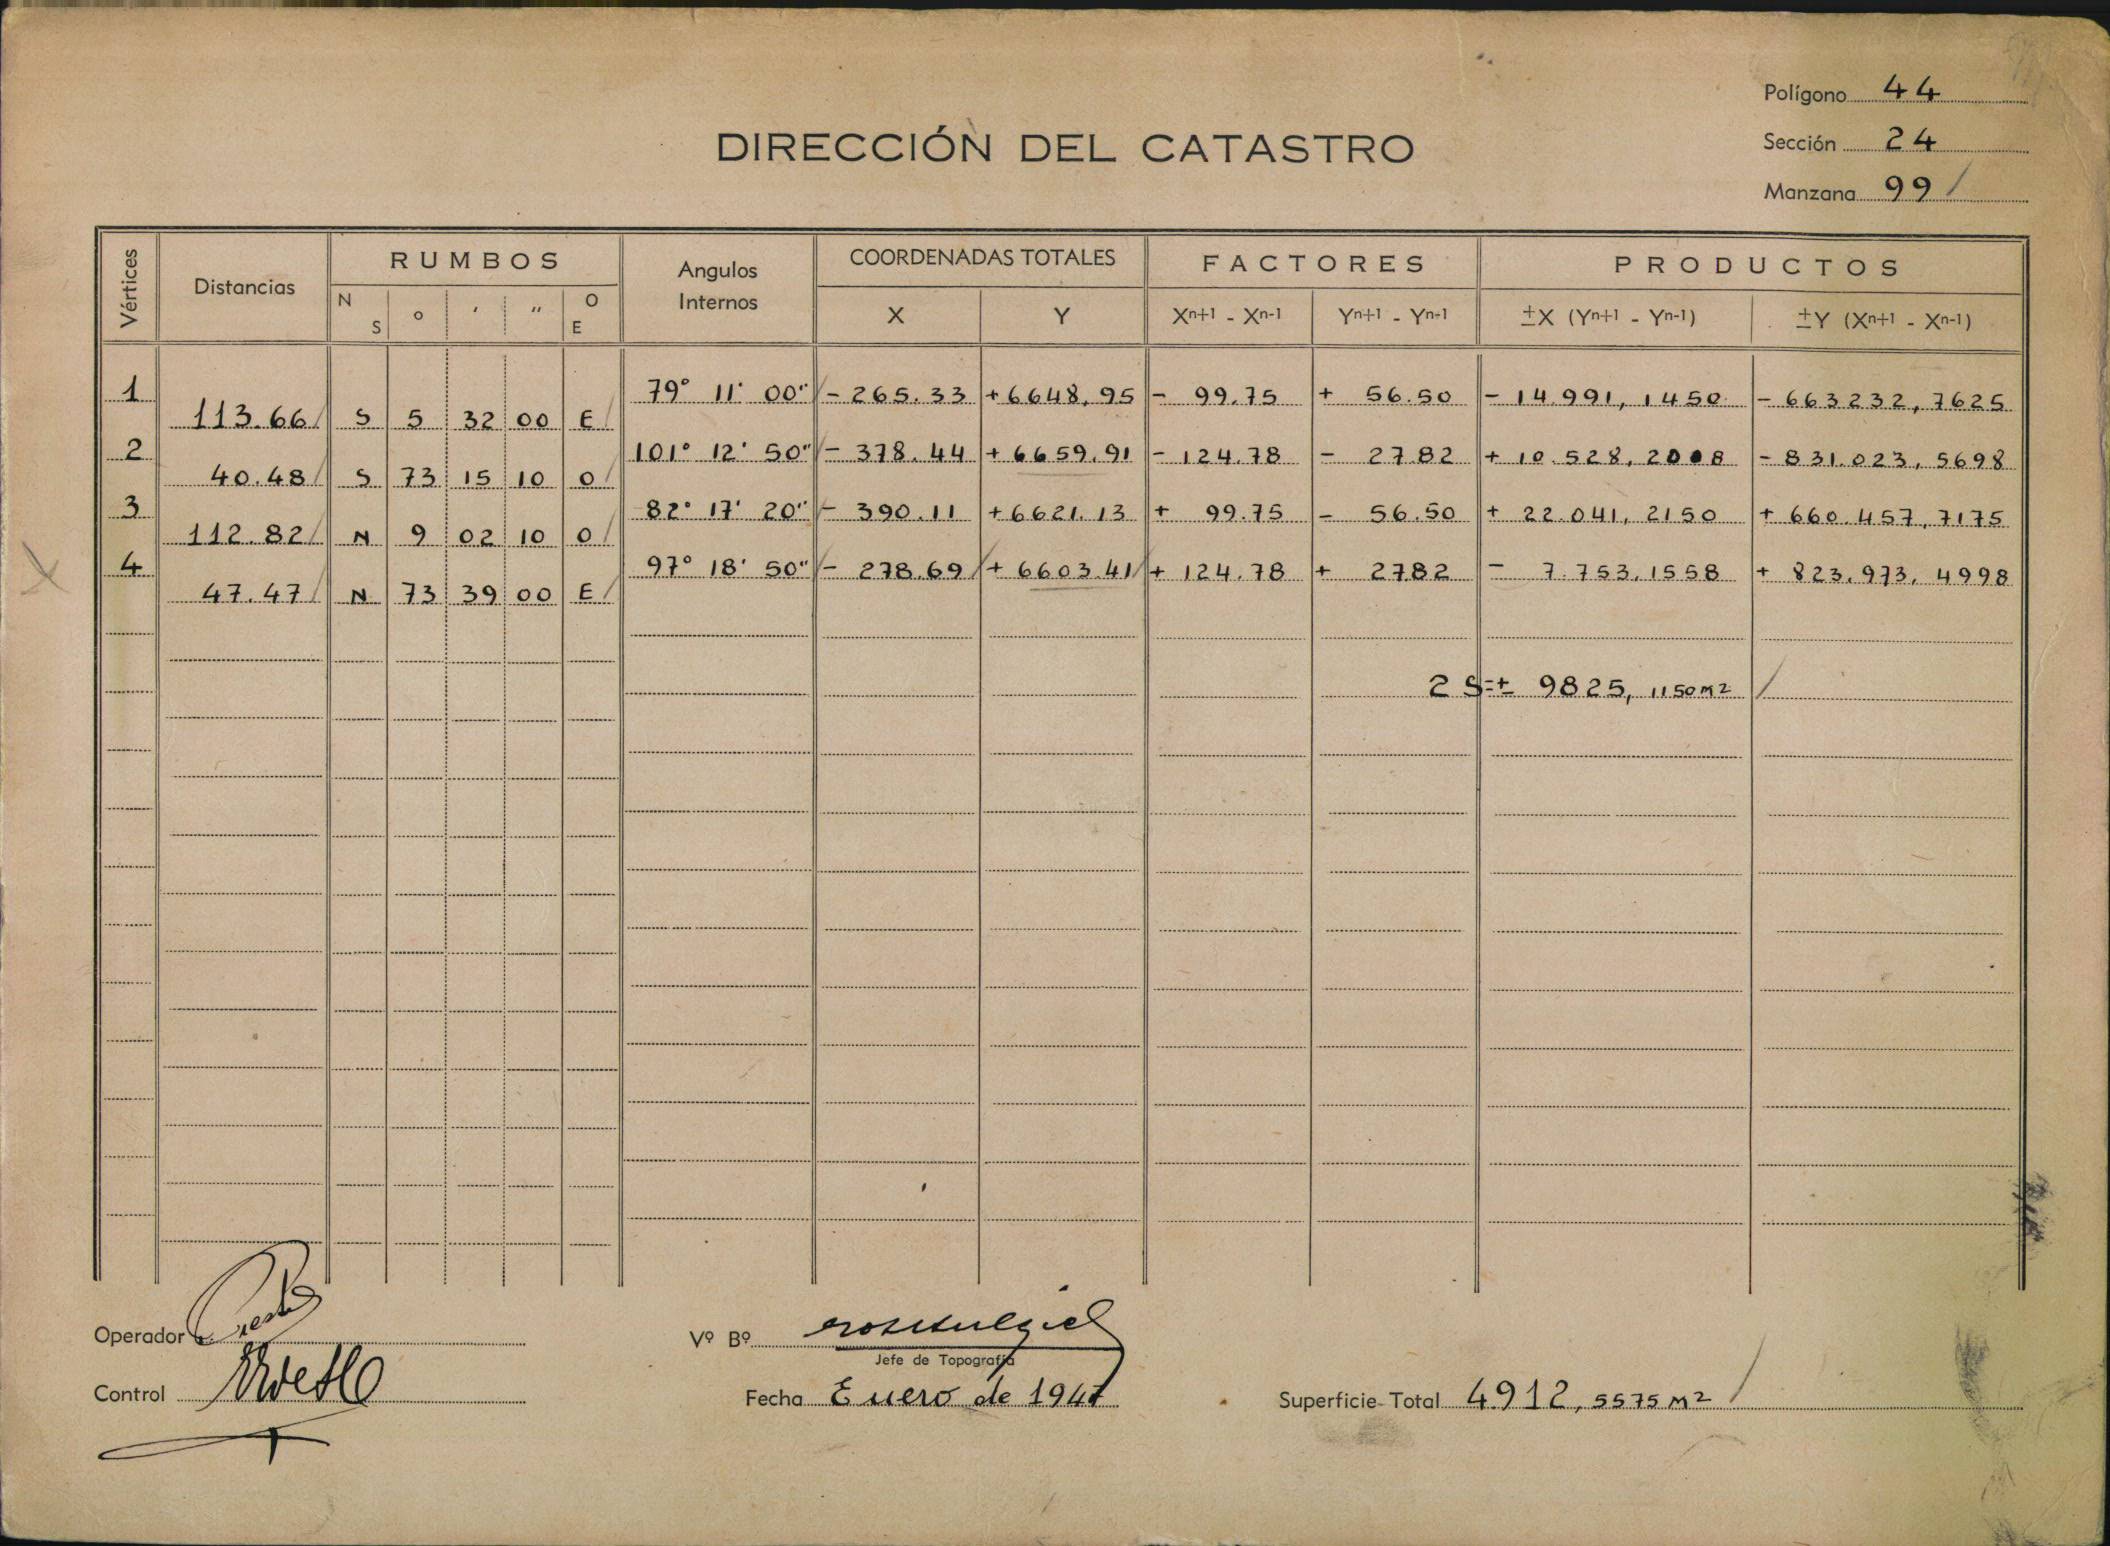 Polígono 44
DIRECCIÓN DEL CATASTRO
Sección 24
Manzana 99 /
Vértices Distancias RUMBOS Angulos Internos COORDENADAS TOTALES FACTORES PRODUCTOS
N S o ' '' O E X Y Xn+1 - Xn-1 Yn+1 - Yn-1 ±X (Yn+1 - Yn-1) ±Y (Xn+1 - Xn-1)
1 79° 11' 00" - 265.33 +6648,95 - 99.75 + 56.50 - 14.991,1450 - 663232,7625
113.66 / S 5 32 00 E /
2 101° 12' 50" - 378.44 +6659.91 - 124.78 - 27.82 + 10.528,2008 - 831.023,5698
40.48 / S 73 15 10 O /
3 82° 17' 20" - 390.11 +6621.13 + 99.75 - 56.50 + 22.041,2150 + 660.457,7175
112.82 / N 9 02 10 O /
4 97° 18' 50" - 278.69 / + 6603.41 / + 124.78 + 2782 - 7.753,1558 + 823.973,4998
47.47 / N 73 39 00 E /
2 S=± 9825, 1150 m2 /
Operador
Vº Bº
Jefe de Topografía
Control
Fecha Enero de 1947
Superficie Total 4.912, 5575 M2 /